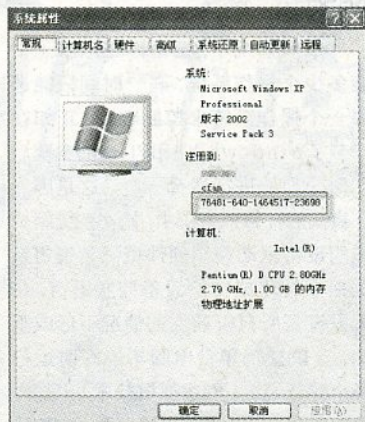 系统属性
常规 计算机名 硬件 高级 系统还原 自动更新 远程
系统:
Microsoft Windows XP
Professional
版本 2002
Service Pack 3
注册到:
cfan
76481-640-1464517-23698
计算机:
Intel(R)
Pentium(R) D CPU 2.80GHz
2.79 GHz, 1.00 GB 的内存
物理地址扩展
确定 取消 应用(A)